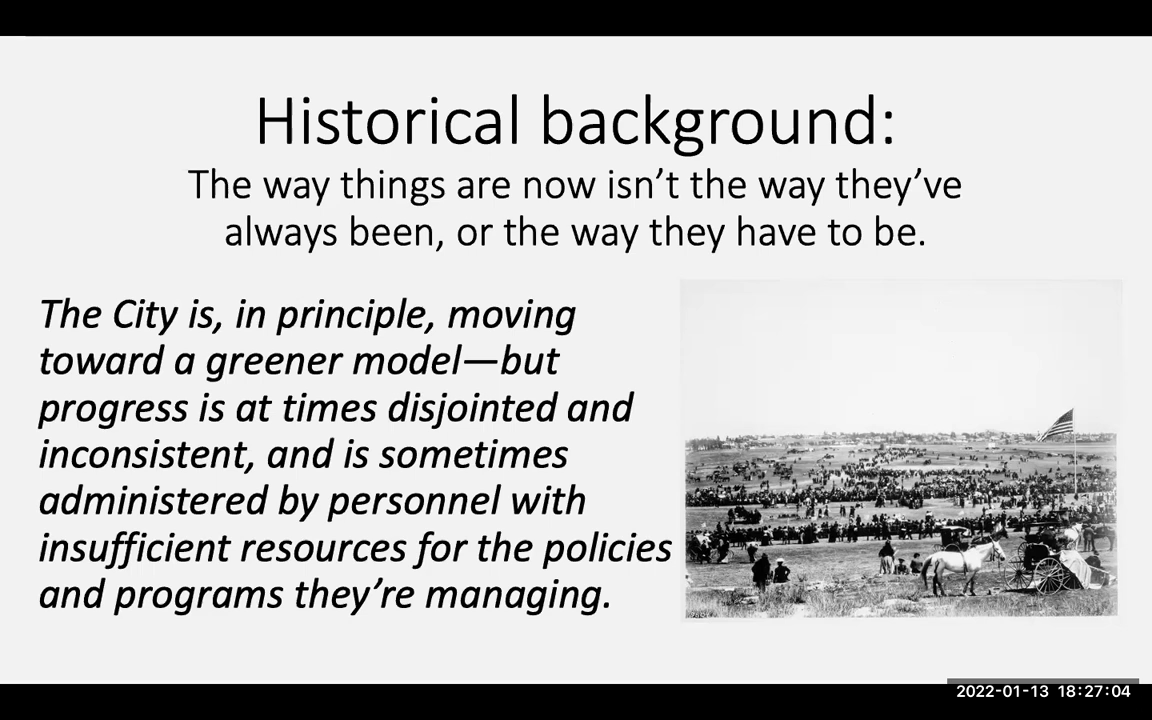 Historical background:
The way things are now isn’t the way they’ve
always been, or the way they have to be.
The City is, in principle, moving
toward a greener model—but
progress is at times disjointed and
inconsistent, and is sometimes
administered by personnel with
insufficient resources for the policies
and programs they’re managing.
2022-01-13 18:27:04